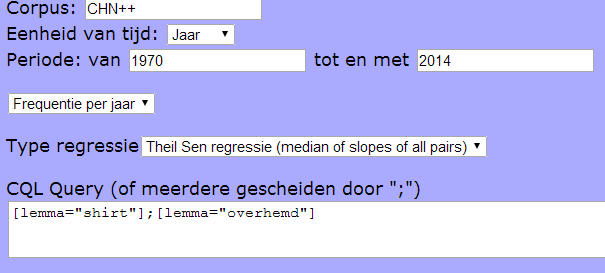 Corpus: CHN++
Eenheid van tijd: Jaar
Periode: van 1970 tot en met 2014
Frequentie per jaar
Type regressie Theil Sen regressie (median of slopes of all pairs)
CQL Query (of meerdere gescheiden door ";")
[lemma="shirt"];[lemma="overhemd"]